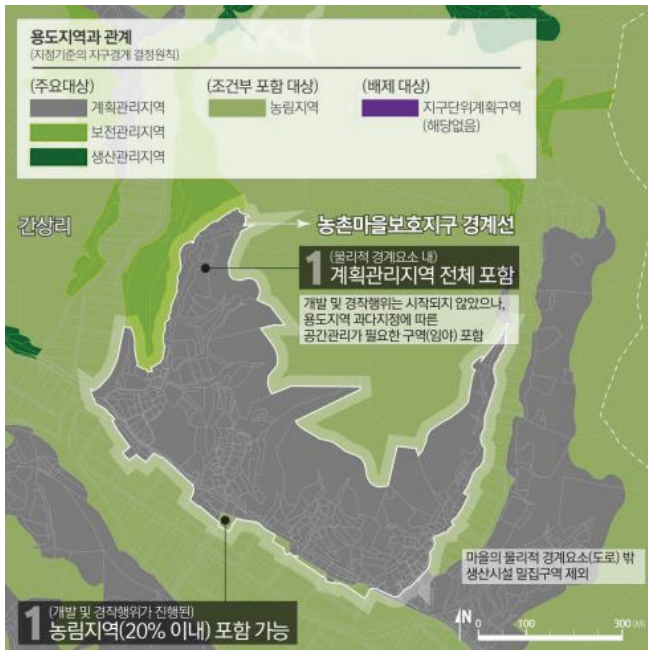 용도지역과 관계
(지정기준의 지구경계 결정원칙)
(주요대상)
계획관리지역
보전관리지역
생산관리지역
(조건부 포함 대상)
농림지역
(배제 대상)
지구단위계획구역
(해당없음)
간상리
농촌마을보호지구 경계선
1 (물리적 경계요소 내)
계획관리지역 전체 포함
개발 및 경작행위는 시작되지 않았으나,
용도지역 과다지정에 따른
공간관리가 필요한 구역(임야) 포함
마을의 물리적 경계요소(도로) 밖
생산시설 밀집구역 제외
1 (개발 및 경작행위가 진행된)
농림지역(20% 이내) 포함 가능
N 0 100 300 (M)